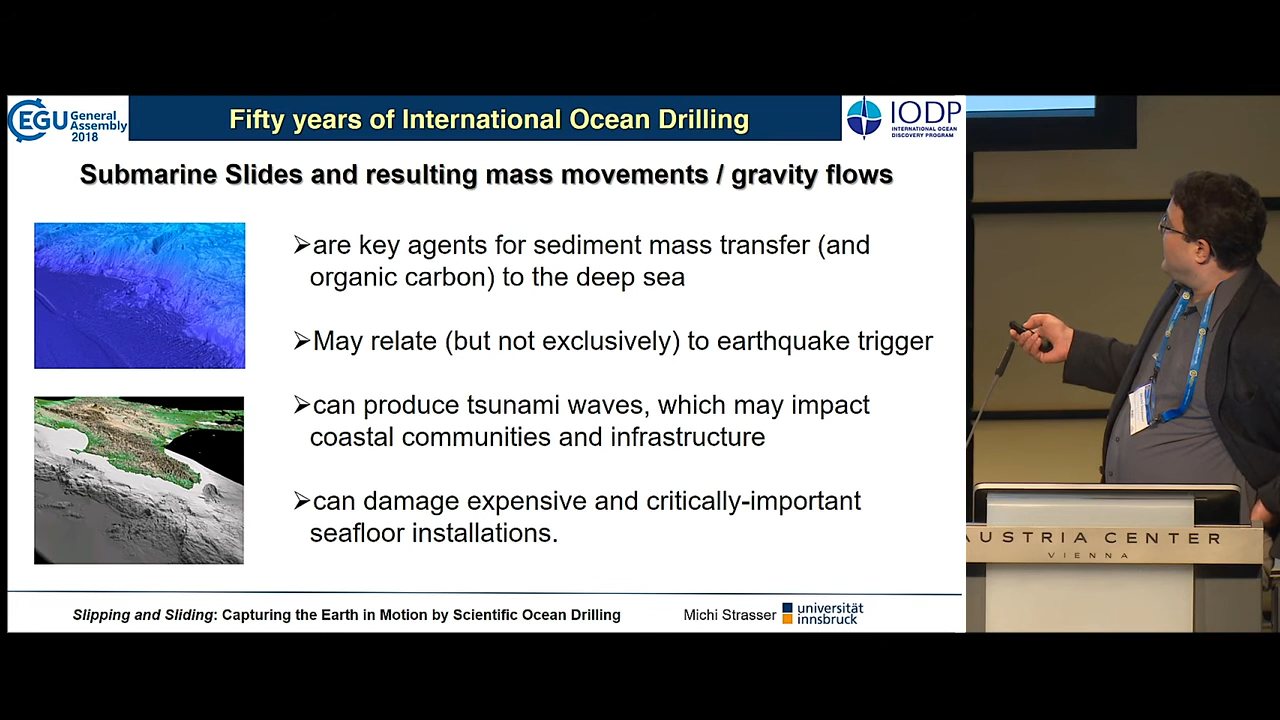 EGU General
Assembly
2018
Fifty years of International Ocean Drilling
IODP
INTERNATIONAL OCEAN
DISCOVERY PROGRAM
Submarine Slides and resulting mass movements / gravity flows
➢are key agents for sediment mass transfer (and
organic carbon) to the deep sea
➢May relate (but not exclusively) to earthquake trigger
➢can produce tsunami waves, which may impact
coastal communities and infrastructure
➢can damage expensive and critically-important
seafloor installations.
Slipping and Sliding: Capturing the Earth in Motion by Scientific Ocean Drilling
Michi Strasser
universität
innsbruck
AUSTRIA CENTER
VIENNA